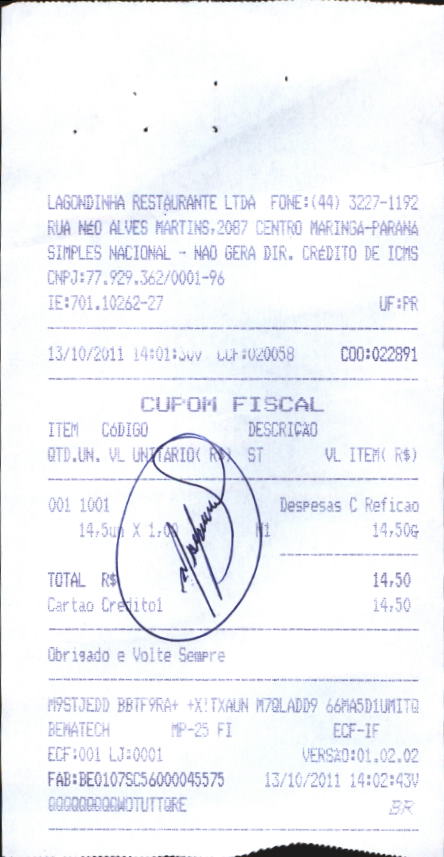 LAGONDINHA RESTAURANTE LTDA FONE:(44) 3227-1192
RUA NéO ALVES MARTINS,2087 CENTRO MARINGA-PARANA
SIMPLES NACIONAL - NAO GERA DIR. CRéDITO DE ICMS
CNPJ:77.929.362/0001-96
IE:701.10262-27 UF:PR
13/10/2011 14:01: CCF:020058 COO:022891
CUPOM FISCAL
ITEM CóDIGO DESCRIÇÃO
QTD.UN. VL UNITÁRIO( R$) ST VL ITEM( R$)
001 1001 Despesas C Reficao
14,5un X 1,00 N1 14,50G
TOTAL R$ 14,50
Cartao Credito1 14,50
Obrigado e Volte Sempre
BEMATECH MP-25 FI ECF-IF
ECF:001 LJ:0001 VERSÃO:01.02.02
FAB:BE0107SC56000045575 13/10/2011 14:02:43V
BR